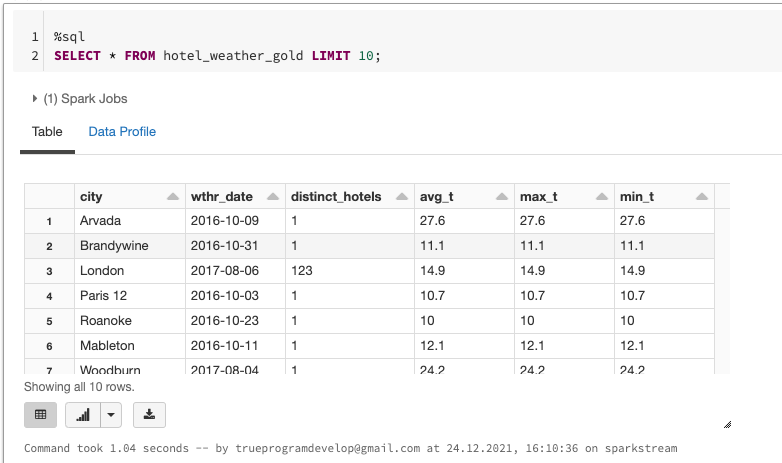 1 %sql
2 SELECT * FROM hotel_weather_gold LIMIT 10;
(1) Spark Jobs
Table Data Profile
city wthr_date distinct_hotels avg_t max_t min_t
1 Arvada 2016-10-09 1 27.6 27.6 27.6
2 Brandywine 2016-10-31 1 11.1 11.1 11.1
3 London 2017-08-06 123 14.9 14.9 14.9
4 Paris 12 2016-10-03 1 10.7 10.7 10.7
5 Roanoke 2016-10-23 1 10 10 10
6 Mableton 2016-10-11 1 12.1 12.1 12.1
7 Woodburn 2017-08-04 1 24.2 24.2 24.2
Showing all 10 rows.
Command took 1.04 seconds -- by trueprogramdevelop@gmail.com at 24.12.2021, 16:10:36 on sparkstream